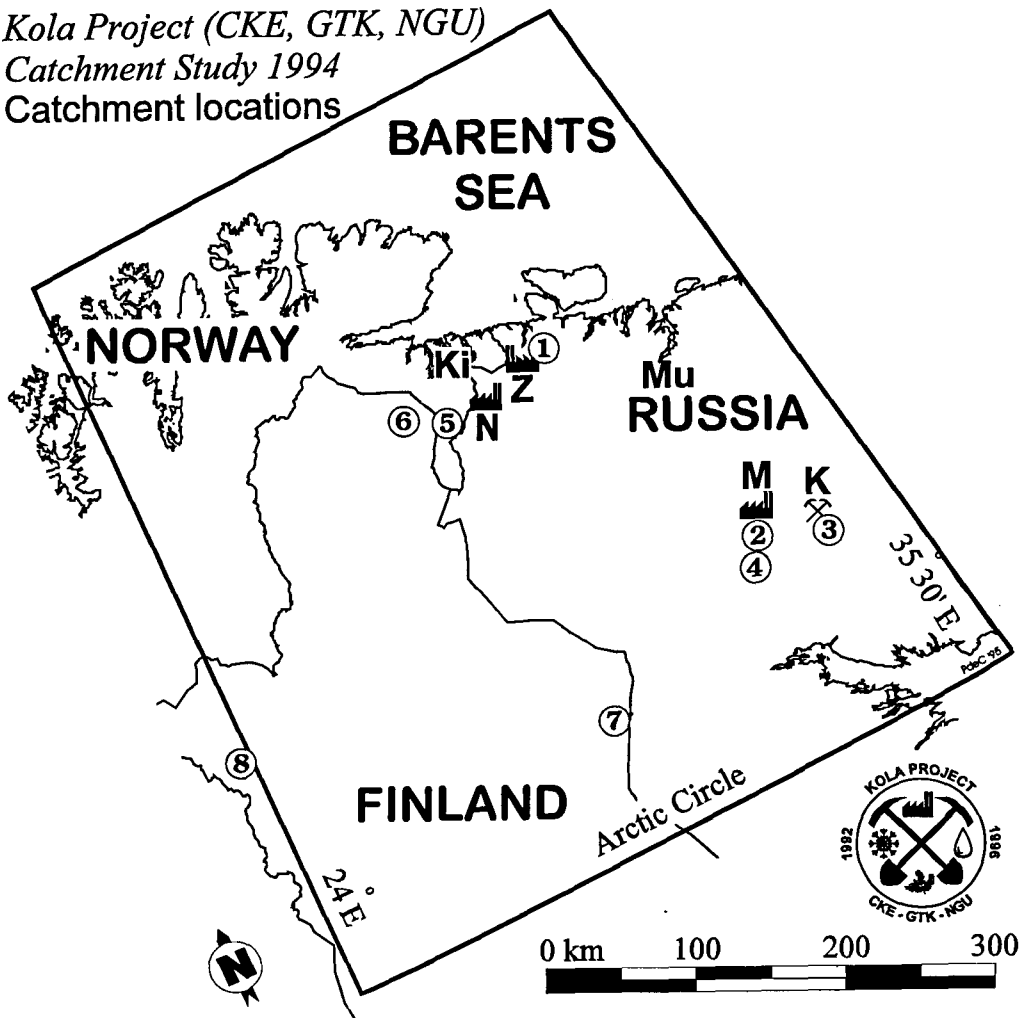 Kola Project (CKE, GTK, NGU)
Catchment Study 1994
Catchment locations
BARENTS
SEA
NORWAY
Ki
Z
1
Mu
RUSSIA
6
5
N
M
K
2
3
4
35° 30' E
PdeC '95
7
8
FINLAND
Arctic Circle
24° E
KOLA PROJECT
1992
1996
CKE - GTK - NGU
N
0 km 100 200 300